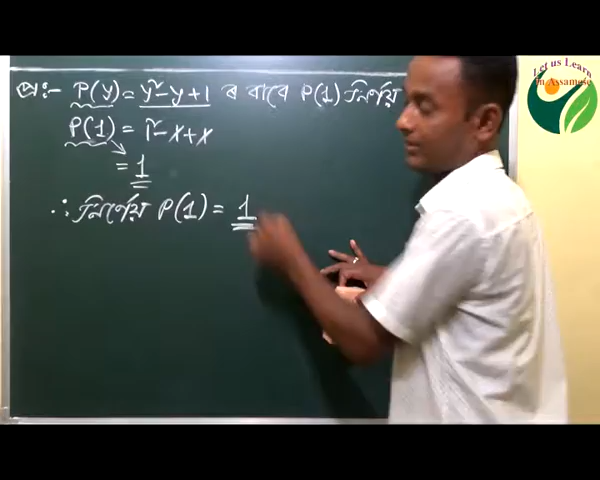 প্ৰ:- P(y) = y² - y + 1 ৰ বাবে P(1) নিৰ্ণয়
P(1) = 1² - 1 + 1
= 1
∴ নিৰ্ণেয় P(1) = 1
Let us Learn
in Assamese